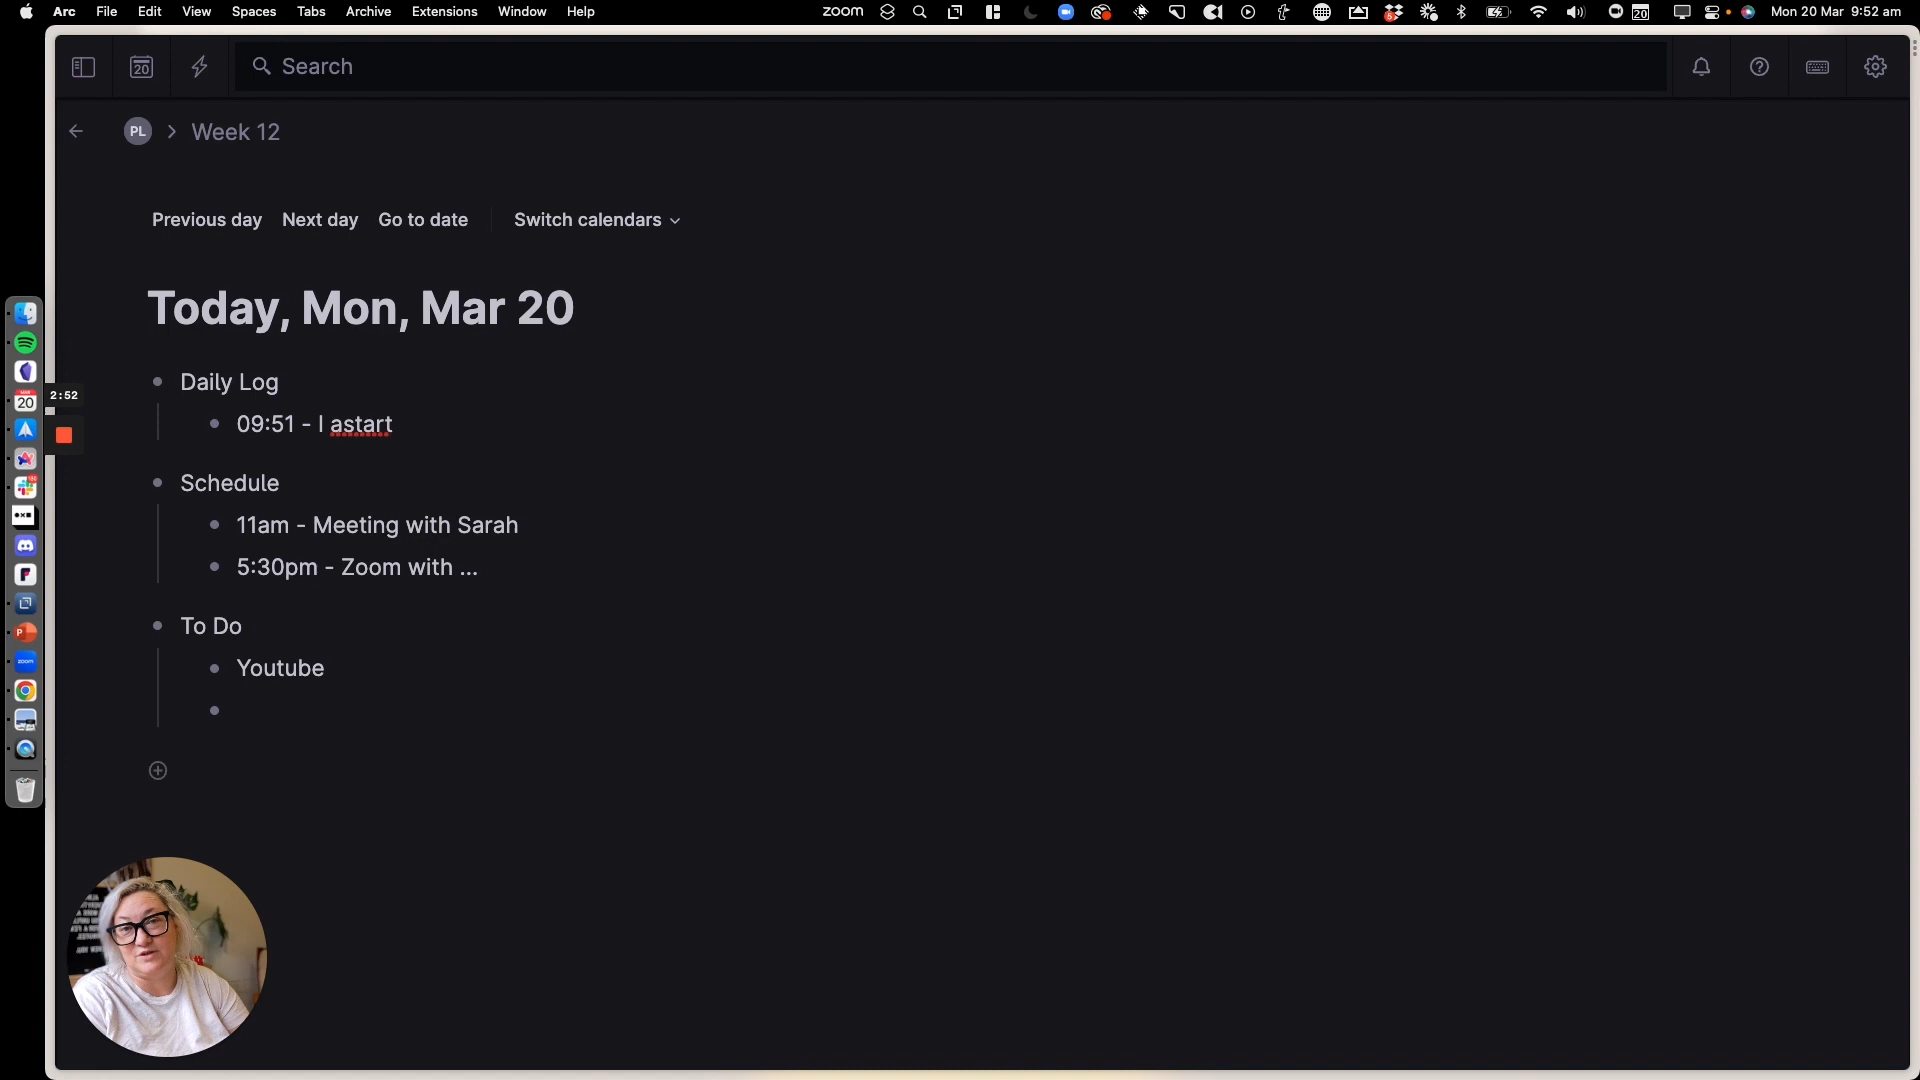 Arc File Edit View Spaces Tabs Archive Extensions Window Help zoom 20 Mon 20 Mar 9:52 am
20 Search
PL > Week 12
Previous day Next day Go to date Switch calendars
Today, Mon, Mar 20
Daily Log
2:52
09:51 - I astart
Schedule
11am - Meeting with Sarah
5:30pm - Zoom with ...
To Do
Youtube